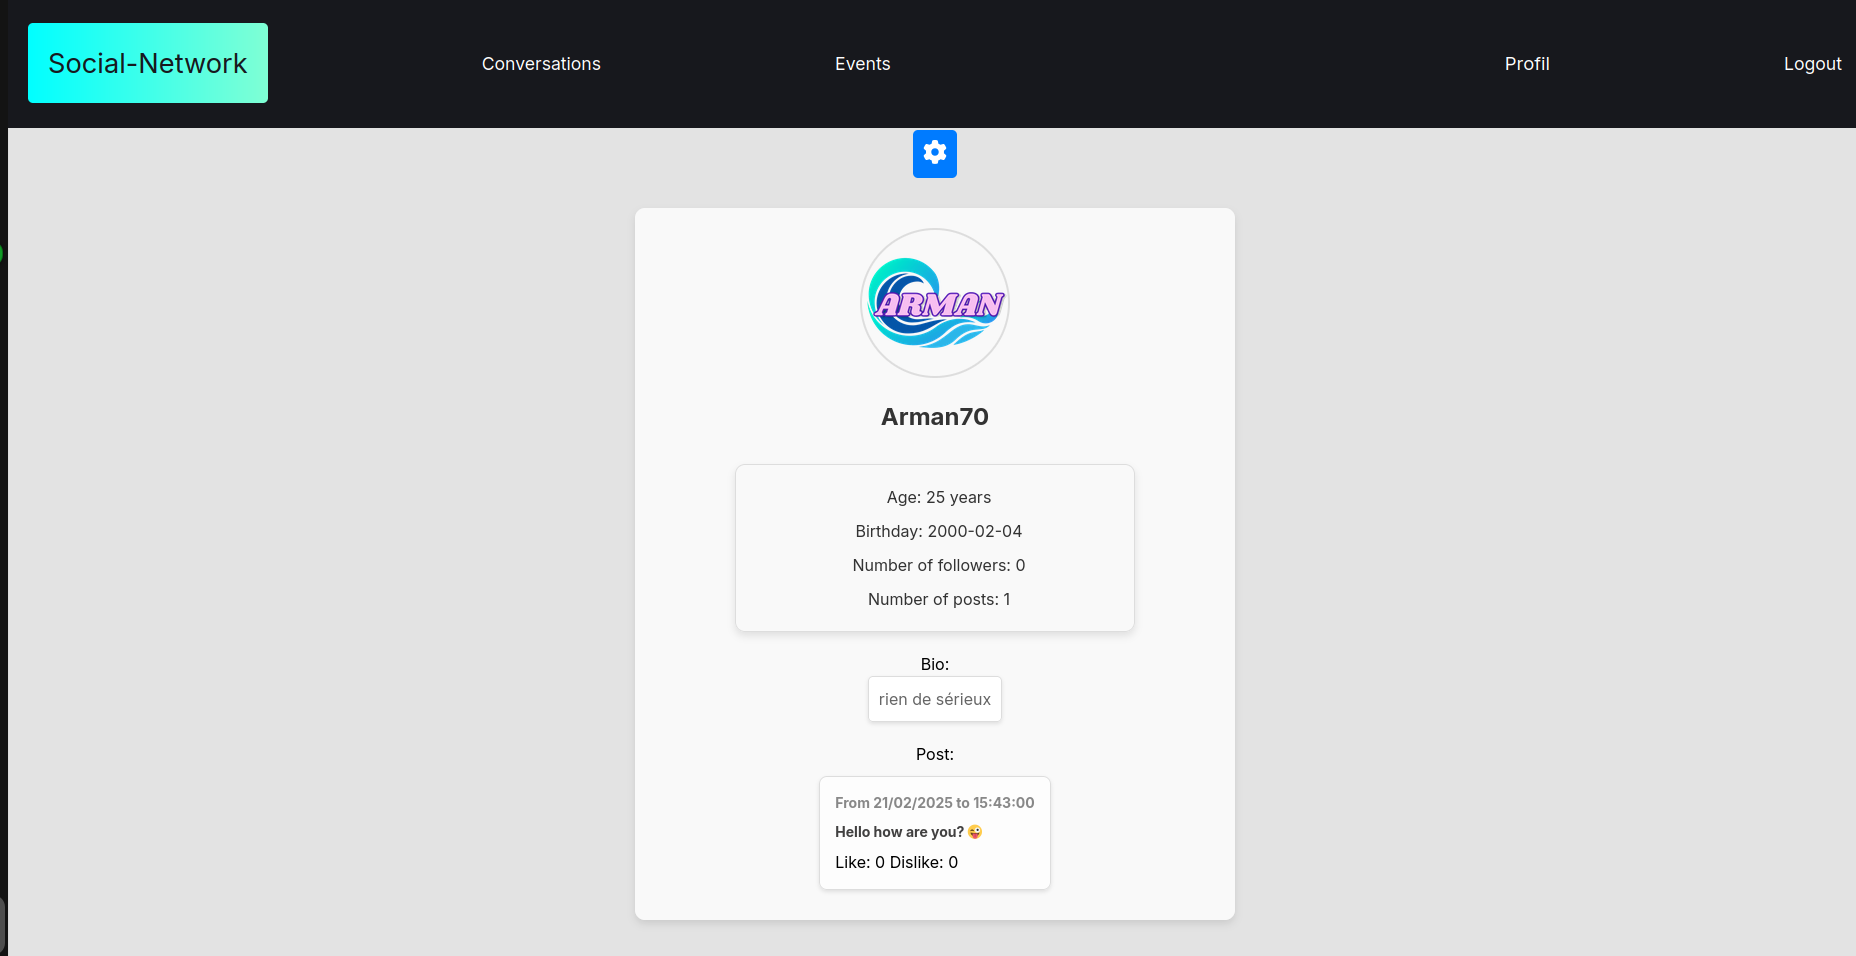 Social-Network
Conversations
Events
Profil
Logout
ARMAN
Arman70
Age: 25 years
Birthday: 2000-02-04
Number of followers: 0
Number of posts: 1
Bio:
rien de sérieux
Post:
From 21/02/2025 to 15:43:00
Hello how are you? 😜
Like: 0 Dislike: 0